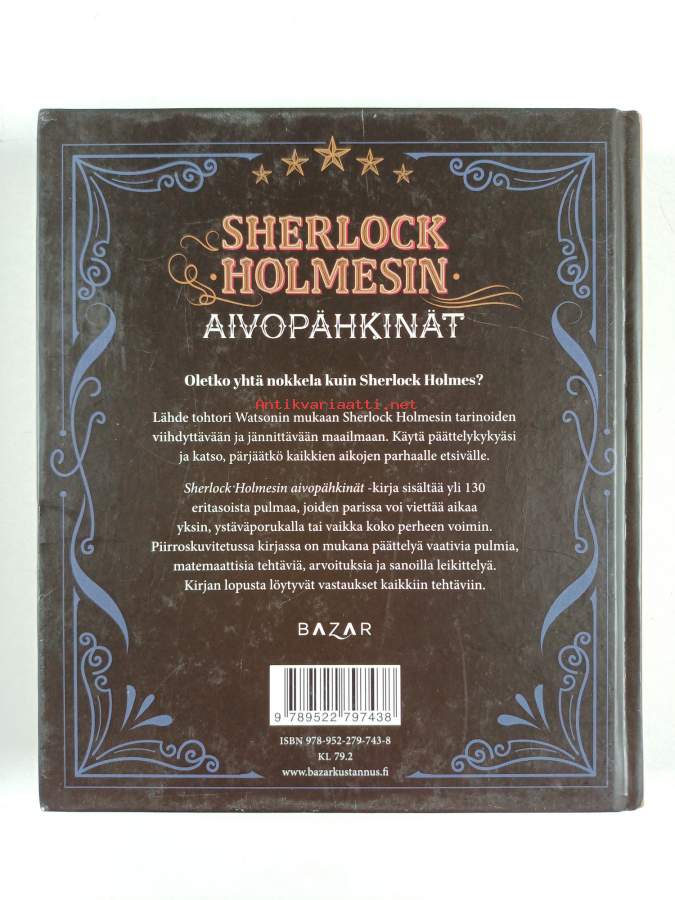 SHERLOCK
HOLMESIN
AIVOPÄHKINÄT
Oletko yhtä nokkela kuin Sherlock Holmes?
Antikvariaatti.net
Lähde tohtori Watsonin mukaan Sherlock Holmesin tarinoiden
viihdyttävään ja jännittävään maailmaan. Käytä päättelykykyäsi
ja katso, pärjäätkö kaikkien aikojen parhaalle etsivälle.
Sherlock Holmesin aivopähkinät -kirja sisältää yli 130
eritasoista pulmaa, joiden parissa voi viettää aikaa
yksin, ystäväporukalla tai vaikka koko perheen voimin.
Piirroskuvitetussa kirjassa on mukana päättelyä vaativia pulmia,
matemaattisia tehtäviä, arvoituksia ja sanoilla leikittelyä.
Kirjan lopusta löytyvät vastaukset kaikkiin tehtäviin.
BAZAR
9 789522 797438
ISBN 978-952-279-743-8
KL 79.2
www.bazarkustannus.fi